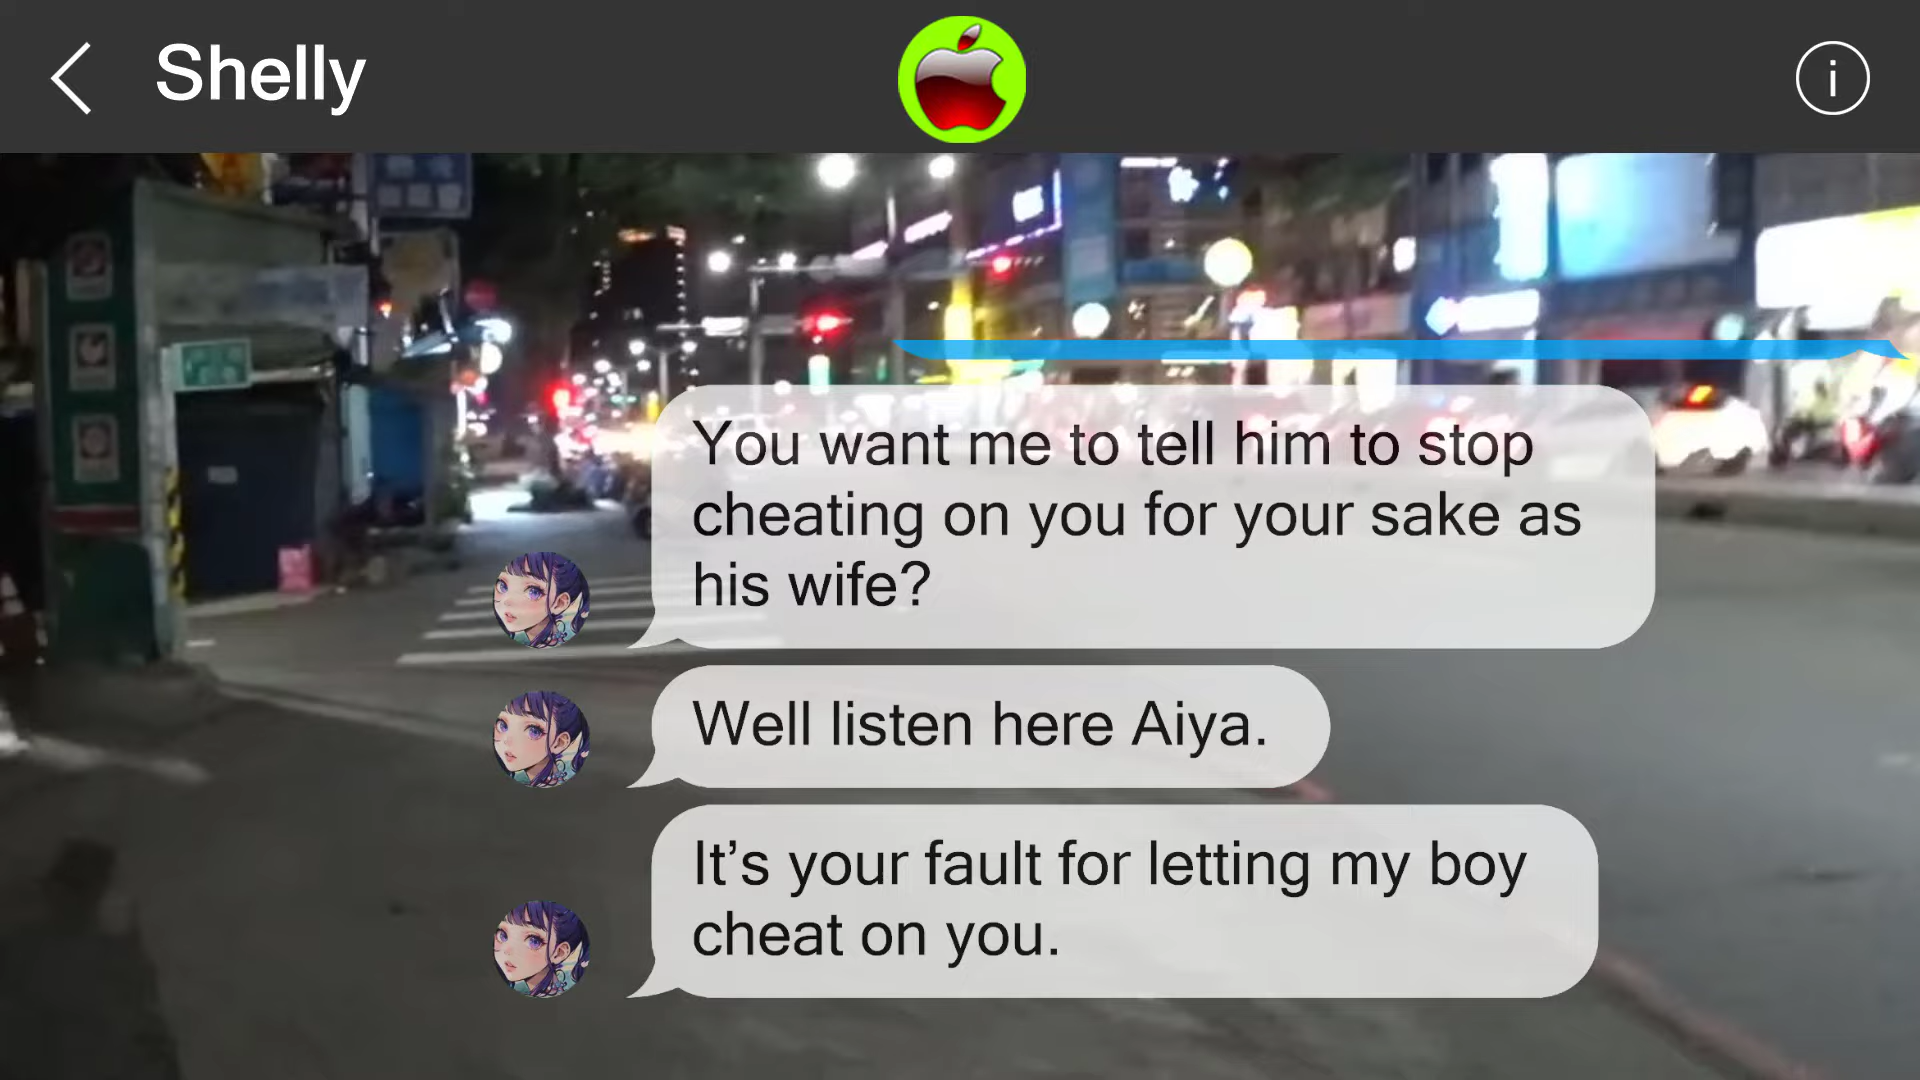 Shelly
You want me to tell him to stop
cheating on you for your sake as
his wife?
Well listen here Aiya.
It’s your fault for letting my boy
cheat on you.